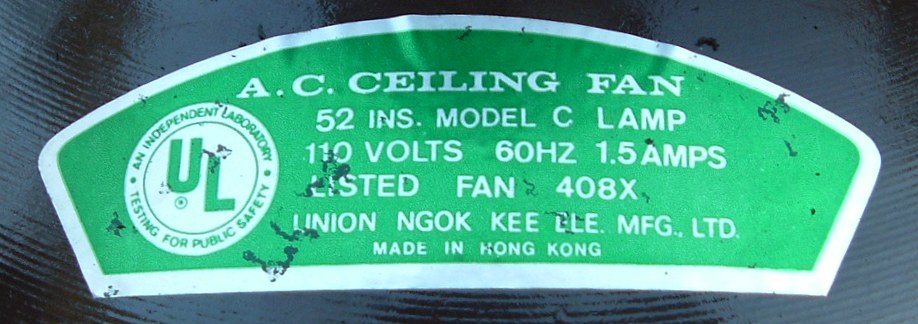 A.C. CEILING FAN
52 INS. MODEL C LAMP
110 VOLTS 60HZ 1.5 AMPS
LISTED FAN 408X
UNION NGOK KEE ELE. MFG., LTD.
MADE IN HONG KONG
AN INDEPENDENT LABORATORY
UL
®
TESTING FOR PUBLIC SAFETY